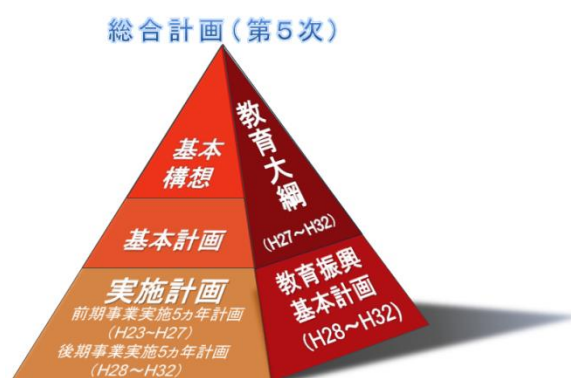 総合計画(第5次)
基本
構想
基本計画
実施計画
前期事業実施5ヵ年計画
(H23~H27)
後期事業実施5ヵ年計画
(H28~H32)
教育大綱
(H27~H32)
教育振興
基本計画
(H28~H32)